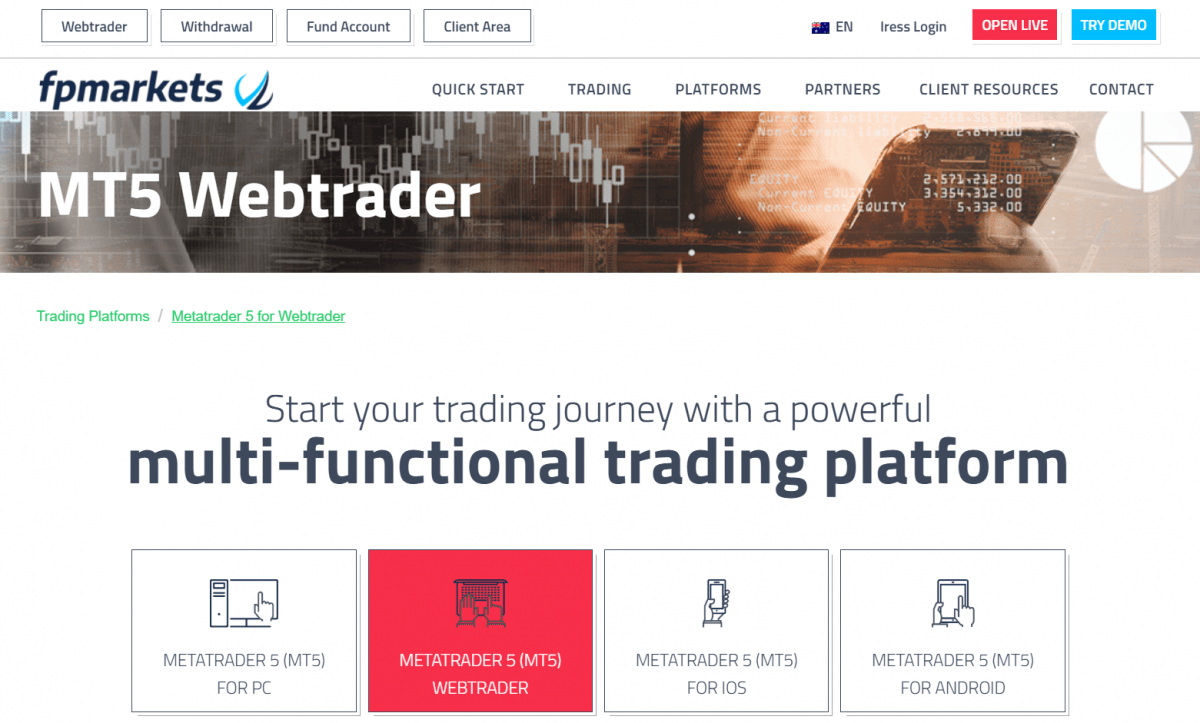 Webtrader
Withdrawal
Fund Account
Client Area
EN
Iress Login
OPEN LIVE
TRY DEMO
fpmarkets
QUICK START
TRADING
PLATFORMS
PARTNERS
CLIENT RESOURCES
CONTACT
Current liability
Non-Current
MT5 Webtrader
EQUITY 2,571,212.00
Current EQUITY 3,354,312.00
Non-Current EQUITY 5,332.00
Trading Platforms / Metatrader 5 for Webtrader
Start your trading journey with a powerful
multi-functional trading platform
METATRADER 5 (MT5)
FOR PC
METATRADER 5 (MT5)
WEBTRADER
METATRADER 5 (MT5)
FOR IOS
METATRADER 5 (MT5)
FOR ANDROID